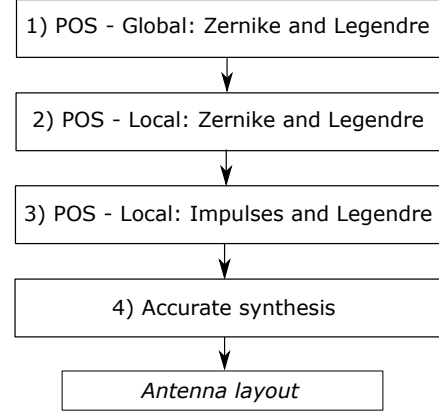 1) POS - Global: Zernike and Legendre
2) POS - Local: Zernike and Legendre
3) POS - Local: Impulses and Legendre
4) Accurate synthesis
Antenna layout